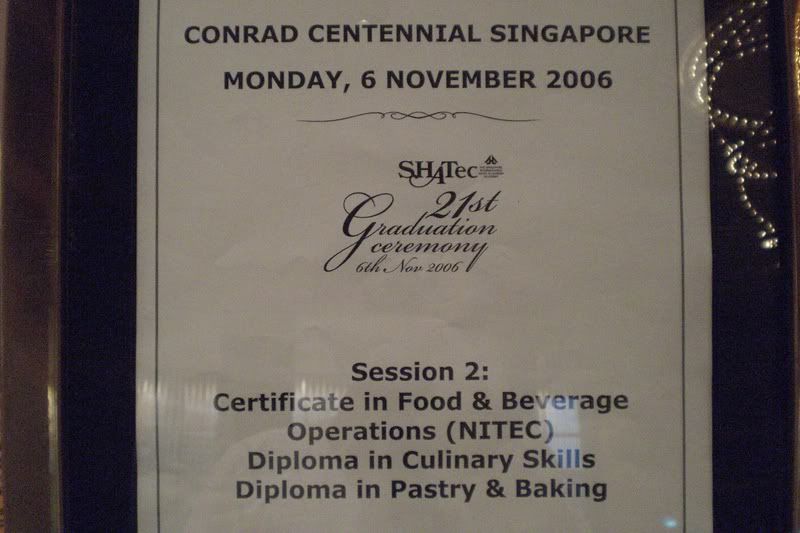 CONRAD CENTENNIAL SINGAPORE
MONDAY, 6 NOVEMBER 2006
SHATec
21st
Graduation
ceremony
6th Nov 2006
Session 2:
Certificate in Food & Beverage
Operations (NITEC)
Diploma in Culinary Skills
Diploma in Pastry & Baking